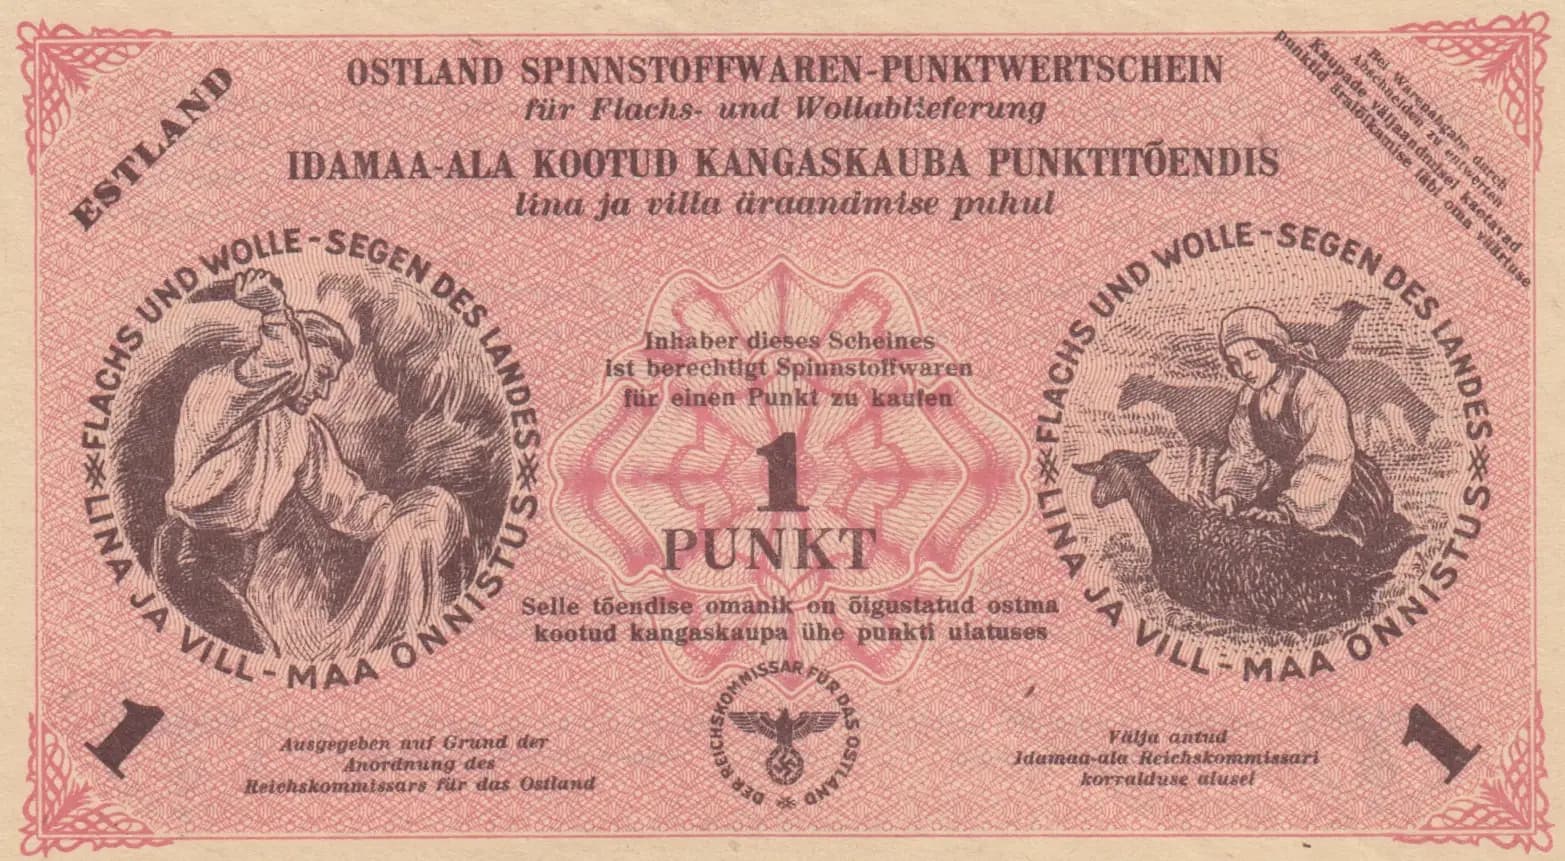 ESTLAND
OSTLAND SPINNSTOFFWAREN-PUNKTWERTSCHEIN
für Flachs- und Wollablieferung
IDAMAA-ALA KOOTUD KANGASKAUBA PUNKTITÕENDIS
lina ja villa äraandmise puhul
Bei Warenausgabe durch
Abschneiden zu entwerten
Kaupade väljaandmisel kaotavad
punktid äralõikamise läbi oma väärtuse
FLACHS UND WOLLE - SEGEN DES LANDES
LINA JA VILL - MAA ÕNNISTUS
Inhaber dieses Scheines
ist berechtigt Spinnstoffwaren
für einen Punkt zu kaufen
1
PUNKT
Selle tõendise omanik on õigustatud ostma
kootud kangaskaupa ühe punkti ulatuses
FLACHS UND WOLLE - SEGEN DES LANDES
LINA JA VILL - MAA ÕNNISTUS
1
Ausgegeben auf Grund der
Anordnung des
Reichskommissars für das Ostland
DER REICHSKOMMISSAR FÜR DAS OSTLAND
Välja antud
Idamaa-ala Reichskommissari
korralduse alusel
1